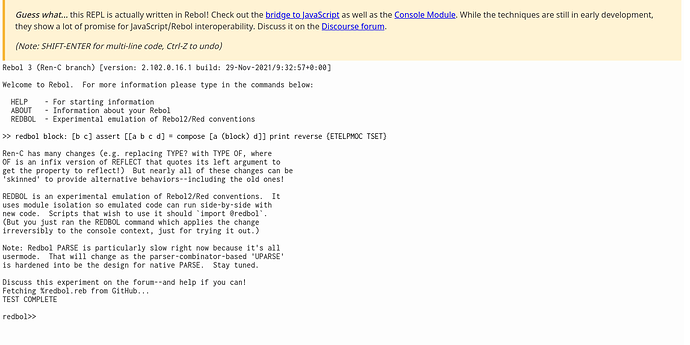 Guess what... this REPL is actually written in Rebol! Check out the bridge to JavaScript as well as the Console Module. While the techniques are still in early development,
they show a lot of promise for JavaScript/Rebol interoperability. Discuss it on the Discourse forum.
(Note: SHIFT-ENTER for multi-line code, Ctrl-Z to undo)
Rebol 3 (Ren-C branch) [version: 2.102.0.16.1 build: 29-Nov-2021/9:32:57+0:00]
Welcome to Rebol.  For more information please type in the commands below:
HELP    - For starting information
ABOUT   - Information about your Rebol
REDBOL  - Experimental emulation of Rebol2/Red conventions
>> redbol block: [b c] assert [[a b c d] = compose [a (block) d]] print reverse {ETELPMOC TSET}
Ren-C has many changes (e.g. replacing TYPE? with TYPE OF, where
OF is an infix version of REFLECT that quotes its left argument to
get the property to reflect!)  But nearly all of these changes can be
'skinned' to provide alternative behaviors--including the old ones!
REDBOL is an experimental emulation of Rebol2/Red conventions.  It
uses module isolation so emulated code can run side-by-side with
new code.  Scripts that wish to use it should `import @redbol`.
(But you just ran the REDBOL command which applies the change
irreversibly to the console context, just for trying it out.)
Note: Redbol PARSE is particularly slow right now because it's all
usermode.  That will change as the parser-combinator-based 'UPARSE'
is hardened into be the design for native PARSE.  Stay tuned.
Discuss this experiment on the forum--and help if you can!
Fetching %redbol.reb from GitHub...
TEST COMPLETE
redbol>>